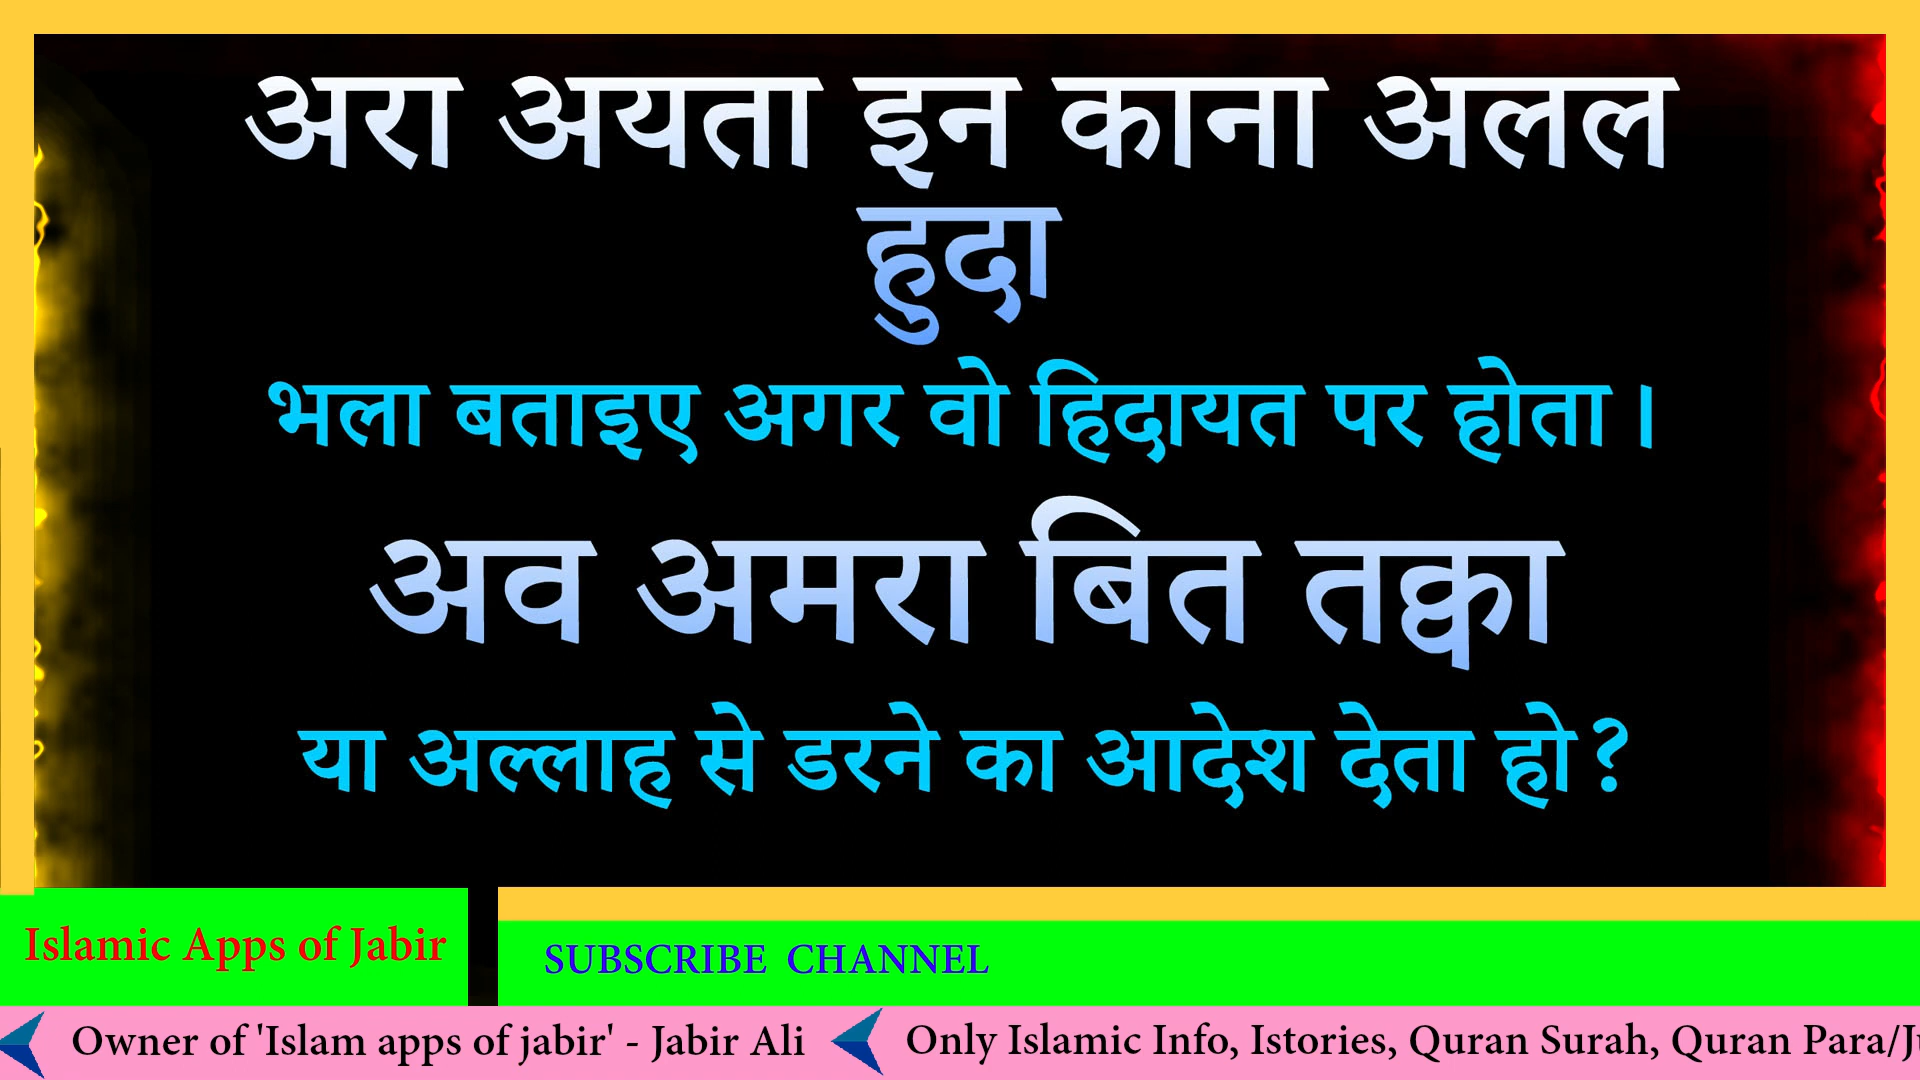 अरा अयता इन काना अलल
हुदा
भला बताइए अगर वो हिदायत पर होता।
अव अमरा बित तक्वा
या अल्लाह से डरने का आदेश देता हो?
Islamic Apps of Jabir
SUBSCRIBE CHANNEL
Owner of 'Islam apps of jabir' - Jabir Ali Only Islamic Info, Istories, Quran Surah, Quran Para/